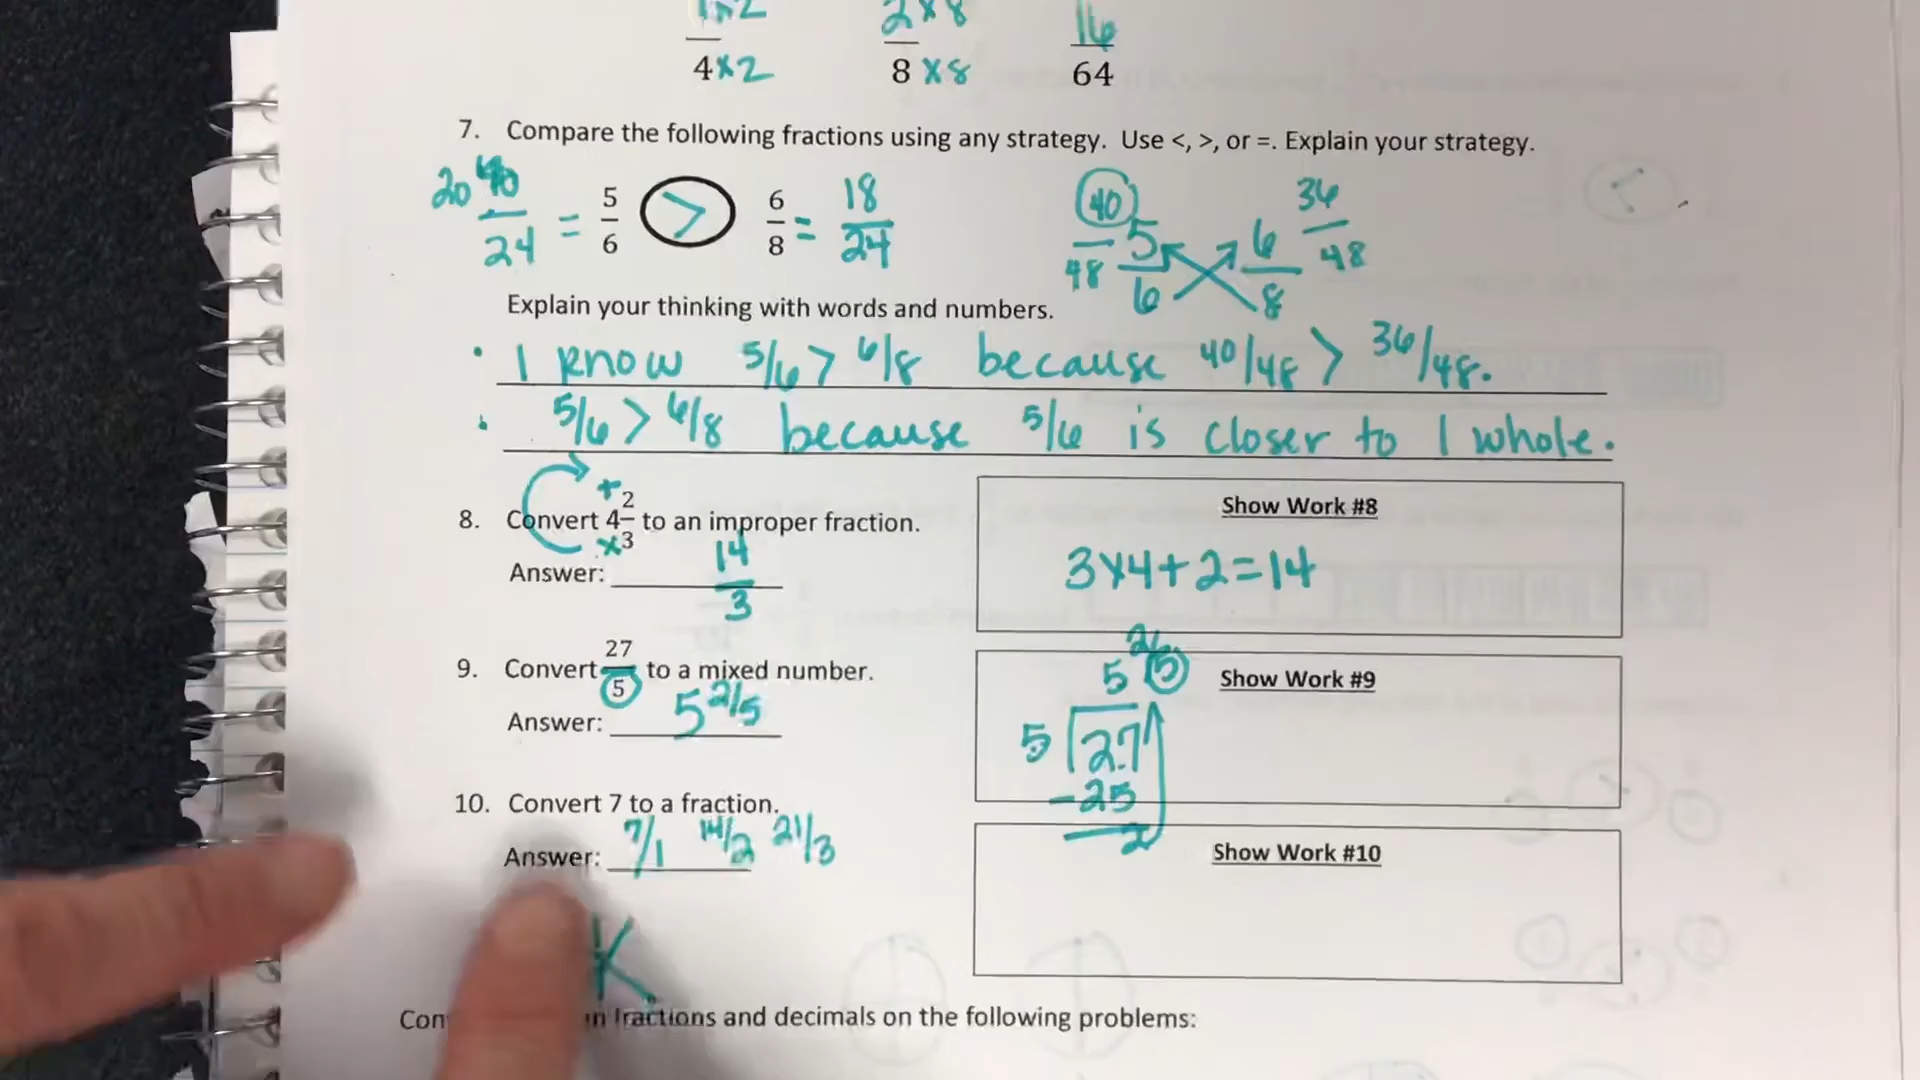 4×2 8×8 64
2×8 16
7. Compare the following fractions using any strategy. Use <, >, or =. Explain your strategy.
20
24 = 5/6 > 6/8 = 18/24
40/48 5/6 6/8 36/48
Explain your thinking with words and numbers.
• I know 5/6 > 6/8 because 40/48 > 36/48.
• 5/6 > 6/8 because 5/6 is closer to 1 whole.
8. Convert 4 2/3 to an improper fraction.
+
×
Answer: 14/3
Show Work #8
3×4+2=14
9. Convert 27/5 to a mixed number.
Answer: 5 2/5
Show Work #9
5
5
5 27
-25
2
10. Convert 7 to a fraction.
Answer: 7/1 14/2 21/3
Show Work #10
K
fractions and decimals on the following problems: